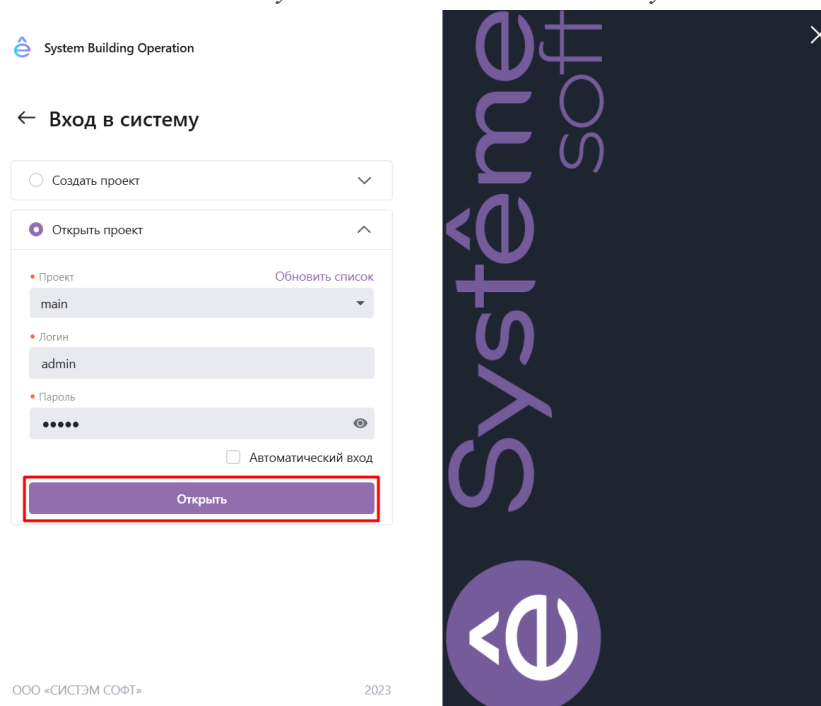 System Building Operation
Вход в систему
Создать проект
Открыть проект
Проект
Обновить список
main
Логин
admin
Пароль
•••••
Автоматический вход
Открыть
ООО «СИСТЭМ СОФТ»
2023
Systême
soft
ê